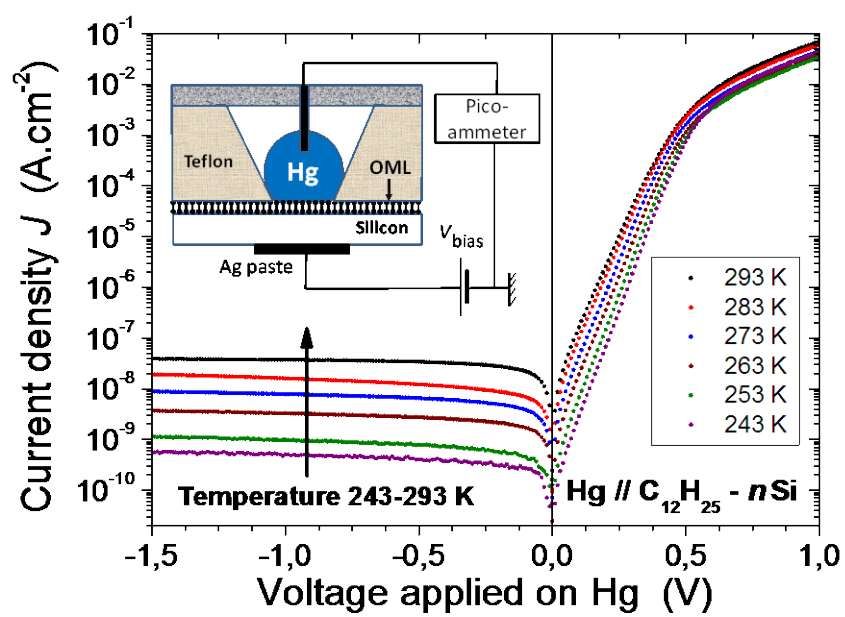 Current density J (A.cm-2)
10-1
10-2
10-3
10-4
10-5
10-6
10-7
10-8
10-9
10-10
Pico-
ammeter
Teflon
Hg
OML
Silicon
Ag paste
Vbias
293 K
283 K
273 K
263 K
253 K
243 K
Temperature 243-293 K
Hg // C12H25 - nSi
-1,5 -1,0 -0,5 0,0 0,5 1,0
Voltage applied on Hg (V)